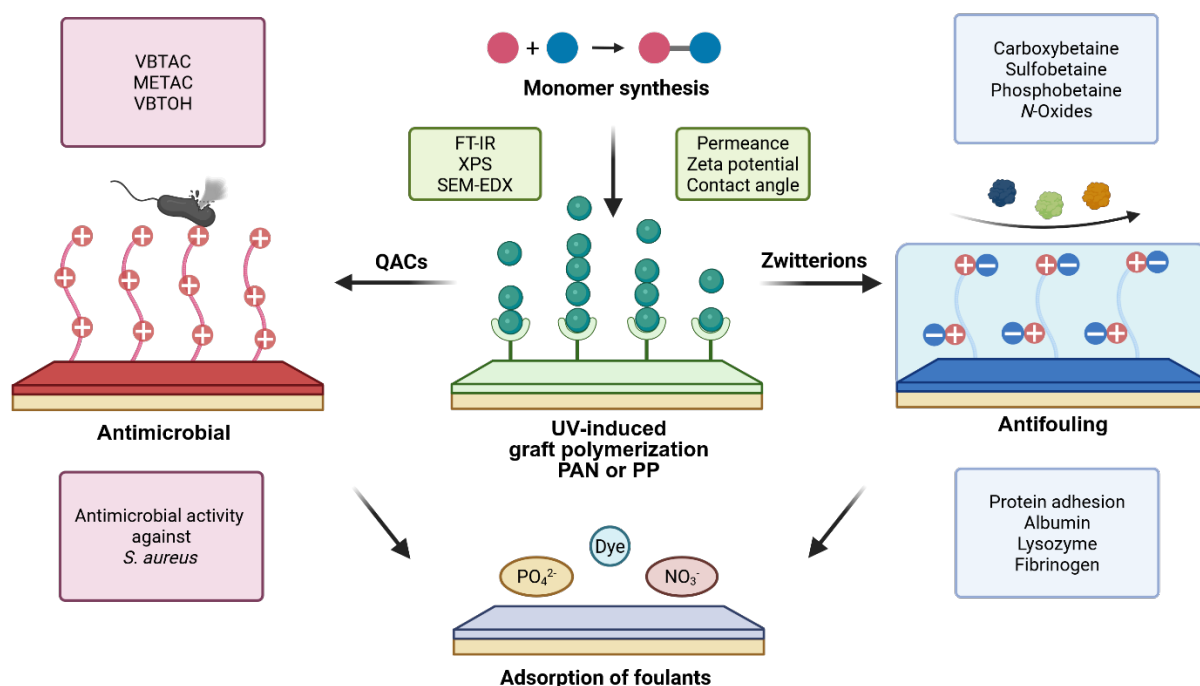 VBTAC
METAC
VBTOH
+
Monomer synthesis
FT-IR
XPS
SEM-EDX
Permeance
Zeta potential
Contact angle
Carboxybetaine
Sulfobetaine
Phosphobetaine
N-Oxides
QACs
Zwitterions
Antimicrobial
UV-induced
graft polymerization
PAN or PP
Antifouling
Antimicrobial activity
against
S. aureus
Protein adhesion
Albumin
Lysozyme
Fibrinogen
Dye
PO₄²⁻
NO₃⁻
Adsorption of foulants